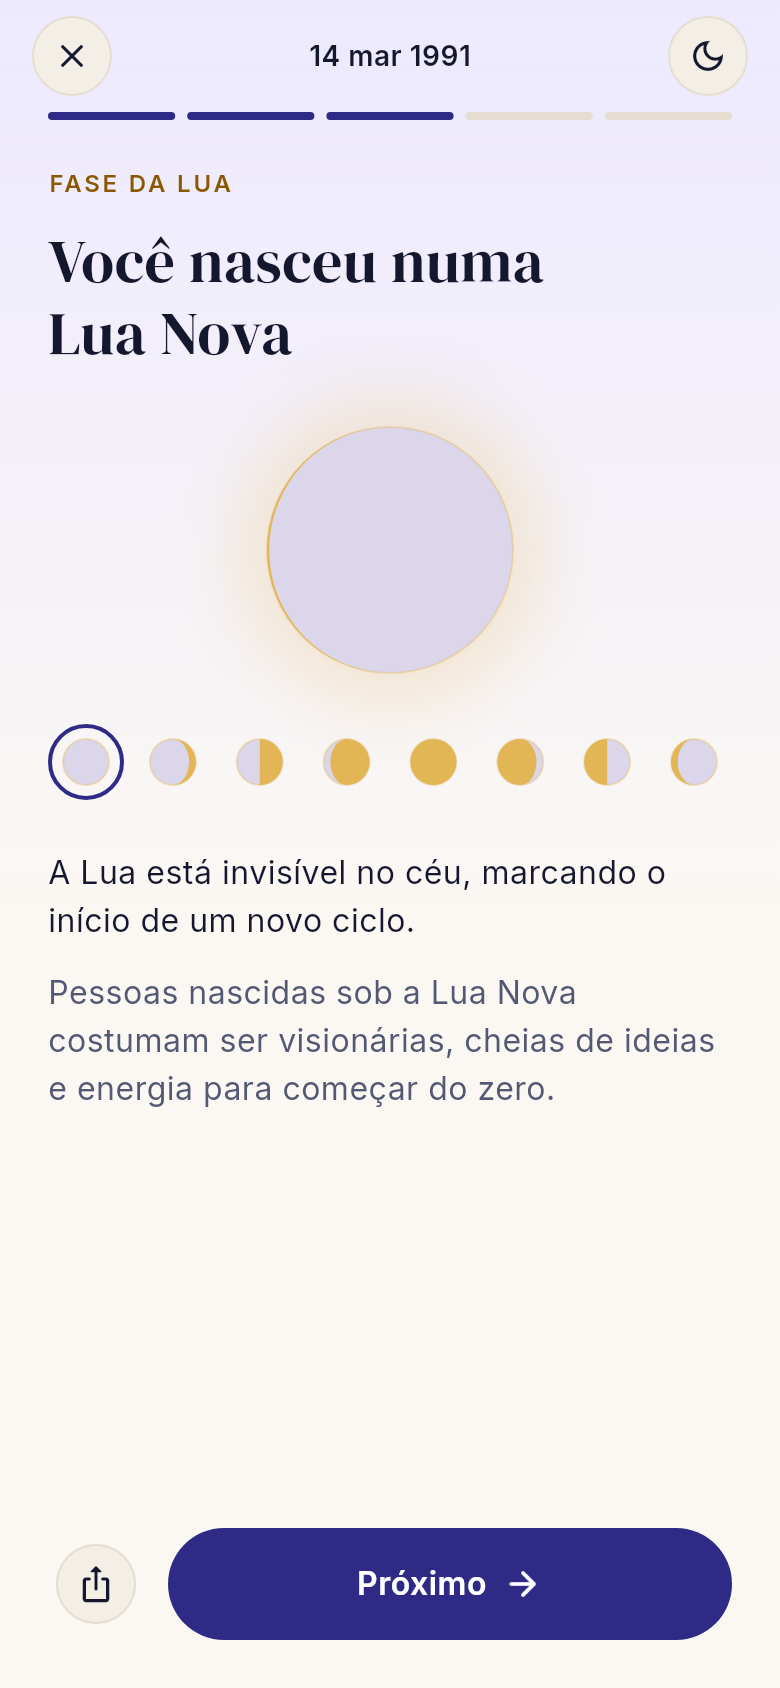 14 mar 1991
FASE DA LUA
Você nasceu numa
Lua Nova
A Lua está invisível no céu, marcando o
início de um novo ciclo.
Pessoas nascidas sob a Lua Nova
costumam ser visionárias, cheias de ideias
e energia para começar do zero.
Próximo